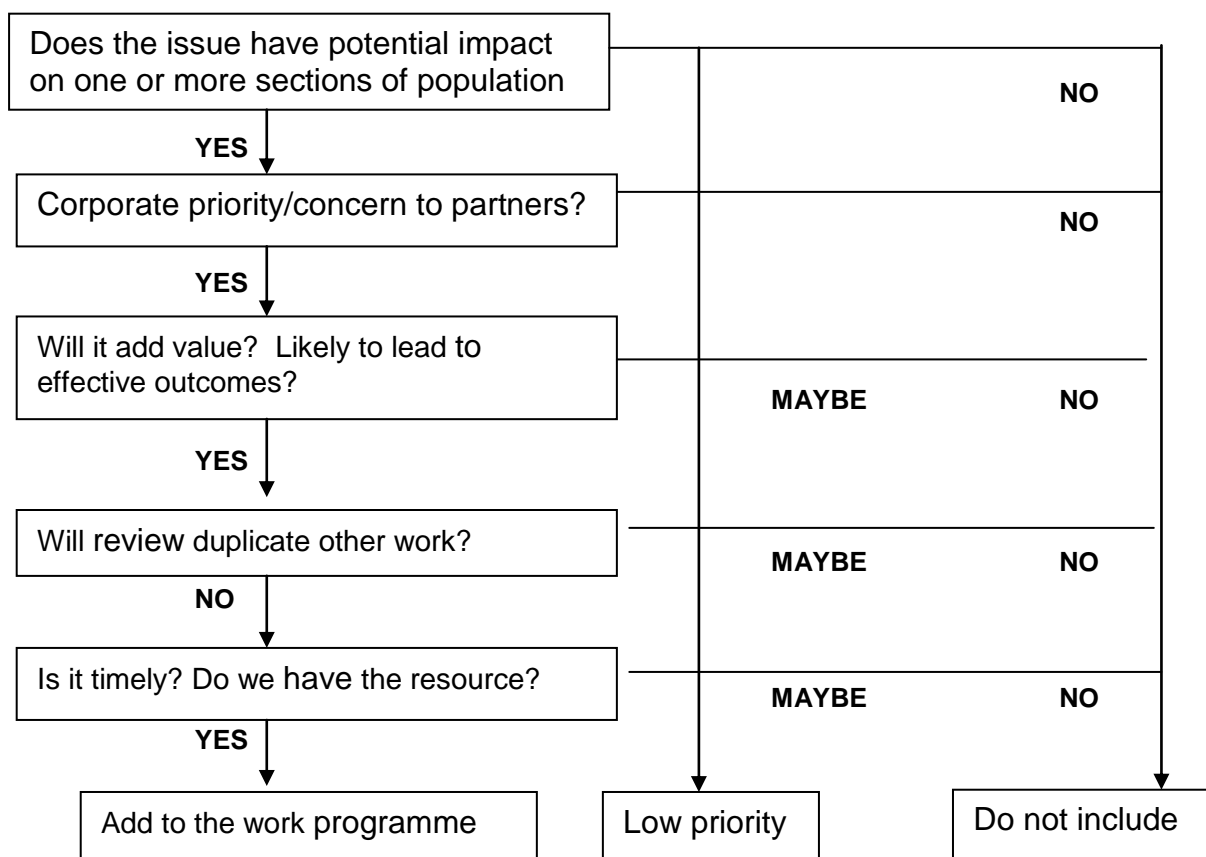 Does the issue have potential impact
on one or more sections of population
NO
YES
Corporate priority/concern to partners?
NO
YES
Will it add value?  Likely to lead to
effective outcomes?
MAYBE NO
YES
Will review duplicate other work?
MAYBE NO
NO
Is it timely? Do we have the resource?
MAYBE NO
YES
Add to the work programme
Low priority
Do not include